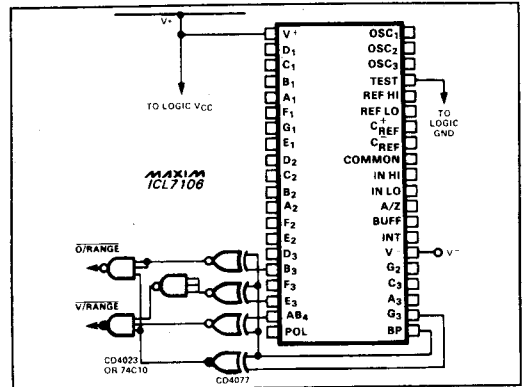 V+
TO LOGIC VCC
MAXIM
ICL7106
V+
D1
C1
B1
A1
F1
G1
E1
D2
C2
B2
A2
F2
E2
D3
B3
F3
E3
AB4
POL
OSC1
OSC2
OSC3
TEST
REF HI
REF LO
C+REF
C-REF
COMMON
IN HI
IN LO
A/Z
BUFF
INT
V-
G2
C3
A3
G3
BP
TO
LOGIC
GND
V-
O/RANGE
V/RANGE
CD4023
OR 74C10
CD4077